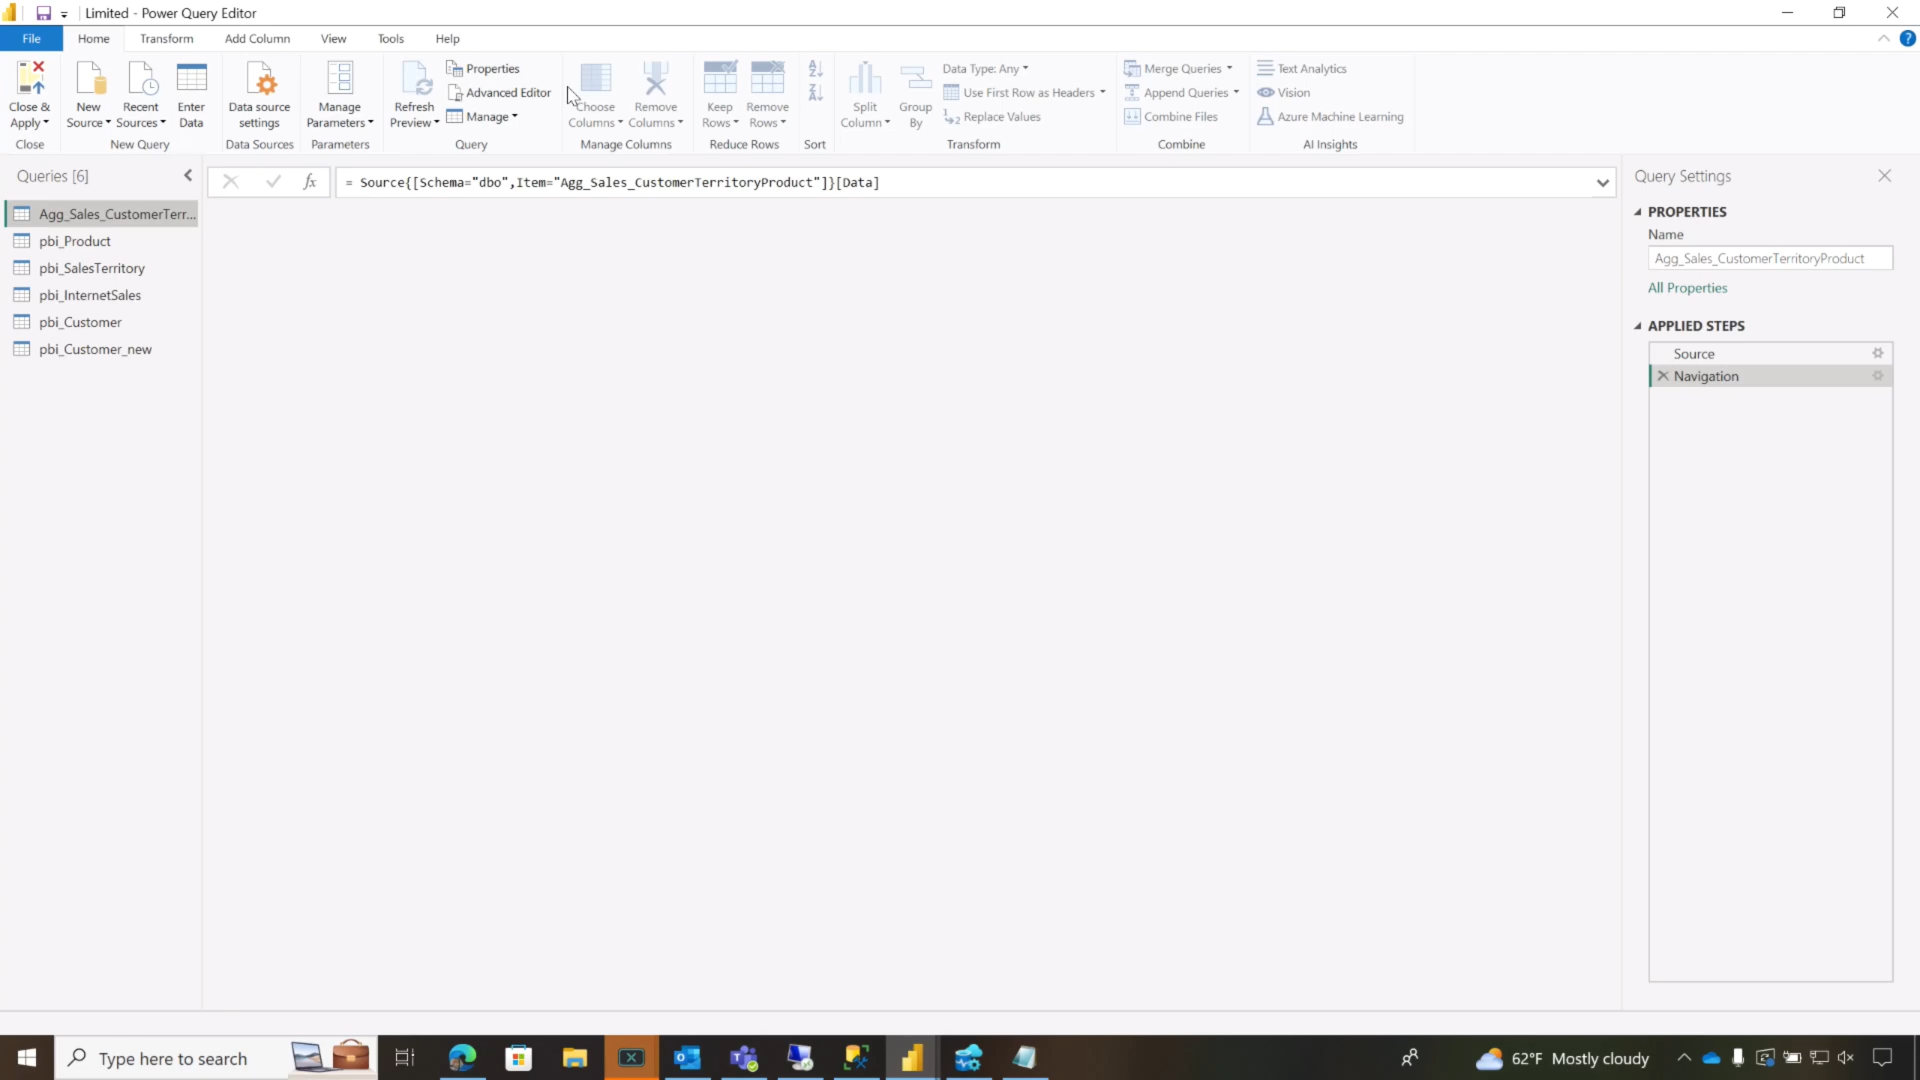 Limited - Power Query Editor
File Home Transform Add Column View Tools Help
Close & Apply
New Source
Recent Sources
Enter Data
Data source settings
Manage Parameters
Refresh Preview
Properties
Advanced Editor
Manage
Choose Columns
Remove Columns
Keep Rows
Remove Rows
Split Column
Group By
Data Type: Any
Use First Row as Headers
Replace Values
Merge Queries
Append Queries
Combine Files
Text Analytics
Vision
Azure Machine Learning
Close New Query Data Sources Parameters Query Manage Columns Reduce Rows Sort Transform Combine AI Insights
Queries [6]
fx = Source{[Schema="dbo",Item="Agg_Sales_CustomerTerritoryProduct"]}[Data]
Agg_Sales_CustomerTerr...
pbi_Product
pbi_SalesTerritory
pbi_InternetSales
pbi_Customer
pbi_Customer_new
Query Settings
PROPERTIES
Name
Agg_Sales_CustomerTerritoryProduct
All Properties
APPLIED STEPS
Source
Navigation
Type here to search
62°F Mostly cloudy